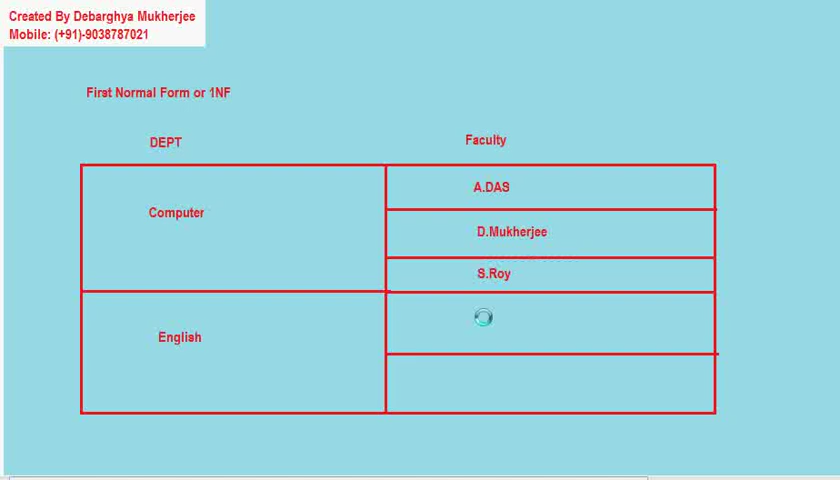 Created By Debarghya Mukherjee
Mobile: (+91)-9038787021
First Normal Form or 1NF
DEPT
Faculty
Computer
A.DAS
D.Mukherjee
S.Roy
English